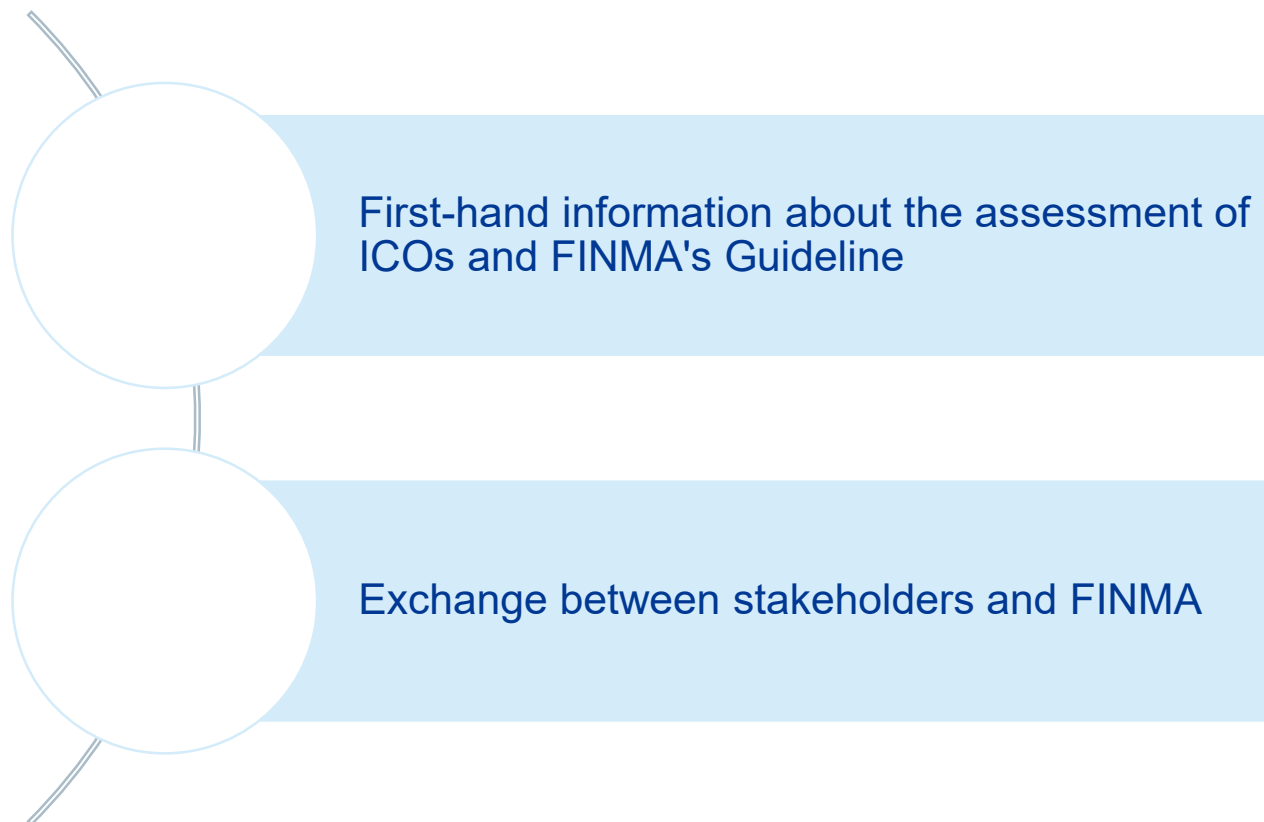 First-hand information about the assessment of
ICOs and FINMA's Guideline
Exchange between stakeholders and FINMA